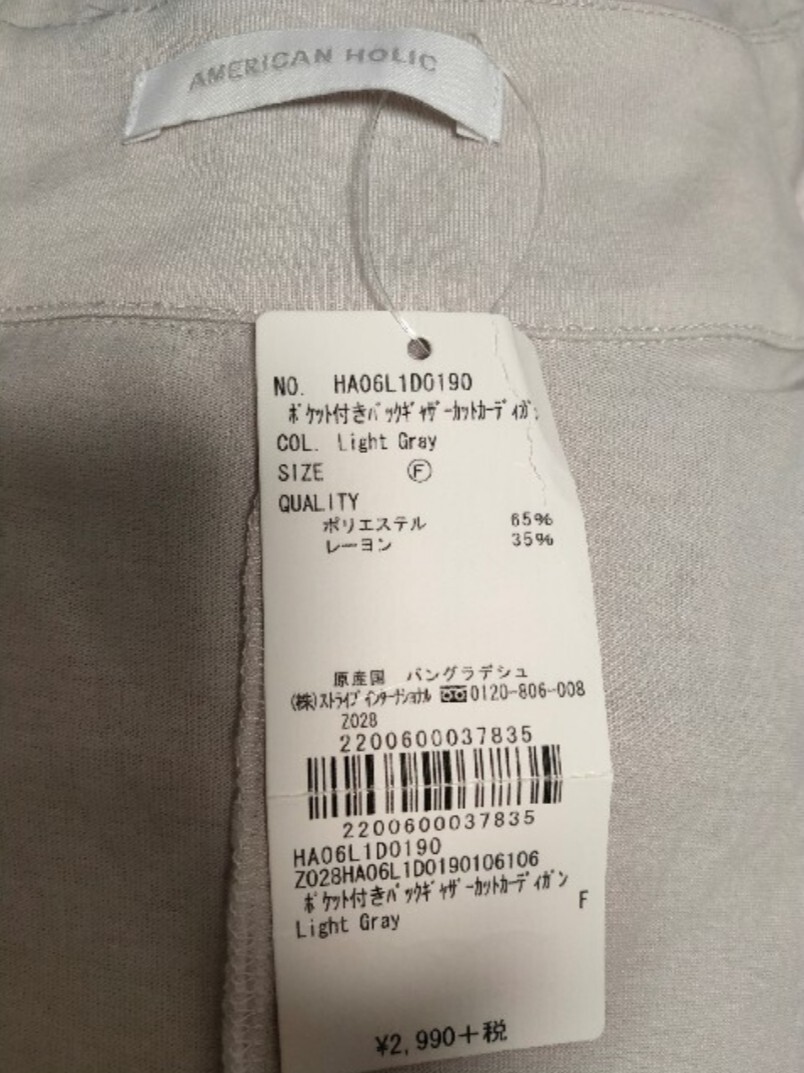 AMERICAN HOLIC
NO. HA06L1D0190
ﾎﾟｹｯﾄ付きﾊﾞｯｸｷﾞｬｻﾞｰｶｯﾄｶｰﾃﾞｨｶﾞﾝ
COL. Light Gray
SIZE Ⓕ
QUALITY
ポリエステル 65%
レーヨン 35%
原産国 バングラデシュ
(株)ｽﾄﾗｲﾌﾟｲﾝﾀｰﾅｼｮﾅﾙ 0120-806-008
Z028
2200600037835
2200600037835
HA06L1D0190
Z028HA06L1D0190106106
ﾎﾟｹｯﾄ付きﾊﾞｯｸｷﾞｬｻﾞｰｶｯﾄｶｰﾃﾞｨｶﾞﾝ F
Light Gray
¥2,990+税